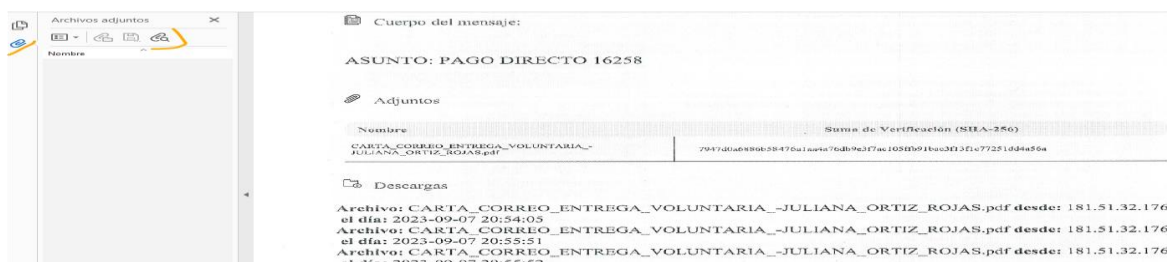 Archivos adjuntos
Nombre
Cuerpo del mensaje:
ASUNTO: PAGO DIRECTO 16258
Adjuntos
Nombre Suma de Verificación (SHA-256)
CARTA_CORREO_ENTREGA_VOLUNTARIA_-
JULIANA_ORTIZ_ROJAS.pdf
Descargas
Archivo: CARTA_CORREO_ENTREGA_VOLUNTARIA_-JULIANA_ORTIZ_ROJAS.pdf desde: 181.51.32.176
el día: 2023-09-07 20:54:05
Archivo: CARTA_CORREO_ENTREGA_VOLUNTARIA_-JULIANA_ORTIZ_ROJAS.pdf desde: 181.51.32.176
el día: 2023-09-07 20:55:51
Archivo: CARTA_CORREO_ENTREGA_VOLUNTARIA_-JULIANA_ORTIZ_ROJAS.pdf desde: 181.51.32.176